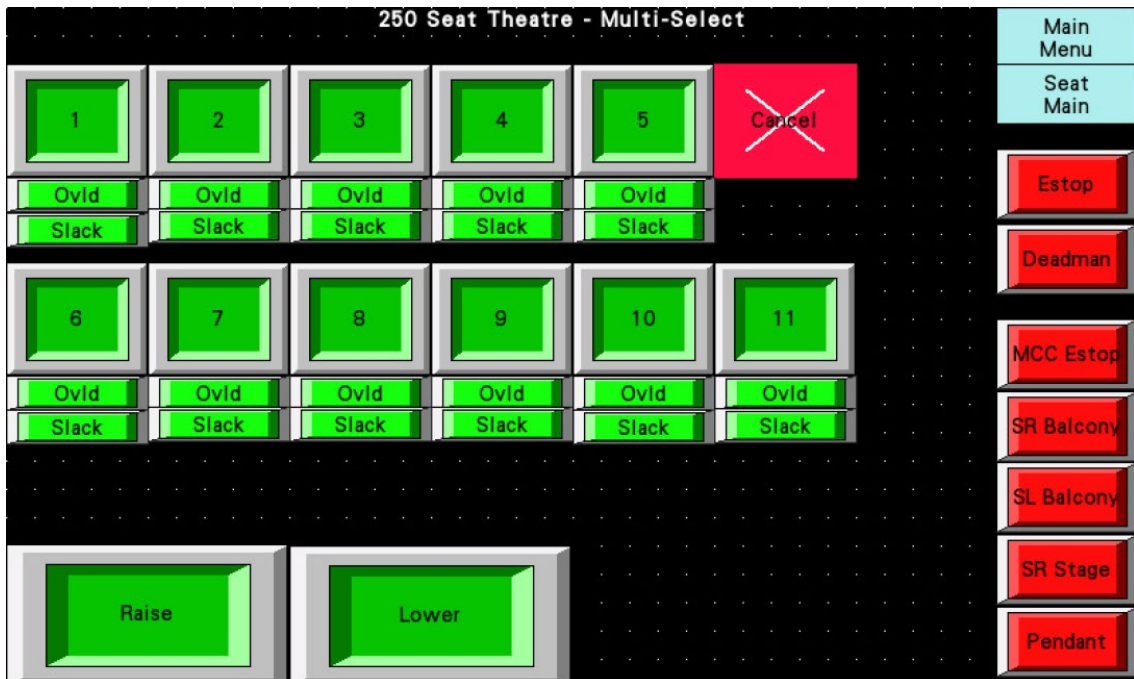 250 Seat Theatre - Multi-Select
Main
Menu
Seat
Main
1 2 3 4 5 Cancel
Ovld Ovld Ovld Ovld Ovld
Slack Slack Slack Slack Slack
6 7 8 9 10 11
Ovld Ovld Ovld Ovld Ovld Ovld
Slack Slack Slack Slack Slack Slack
Raise Lower
Estop
Deadman
MCC Estop
SR Balcony
SL Balcony
SR Stage
Pendant